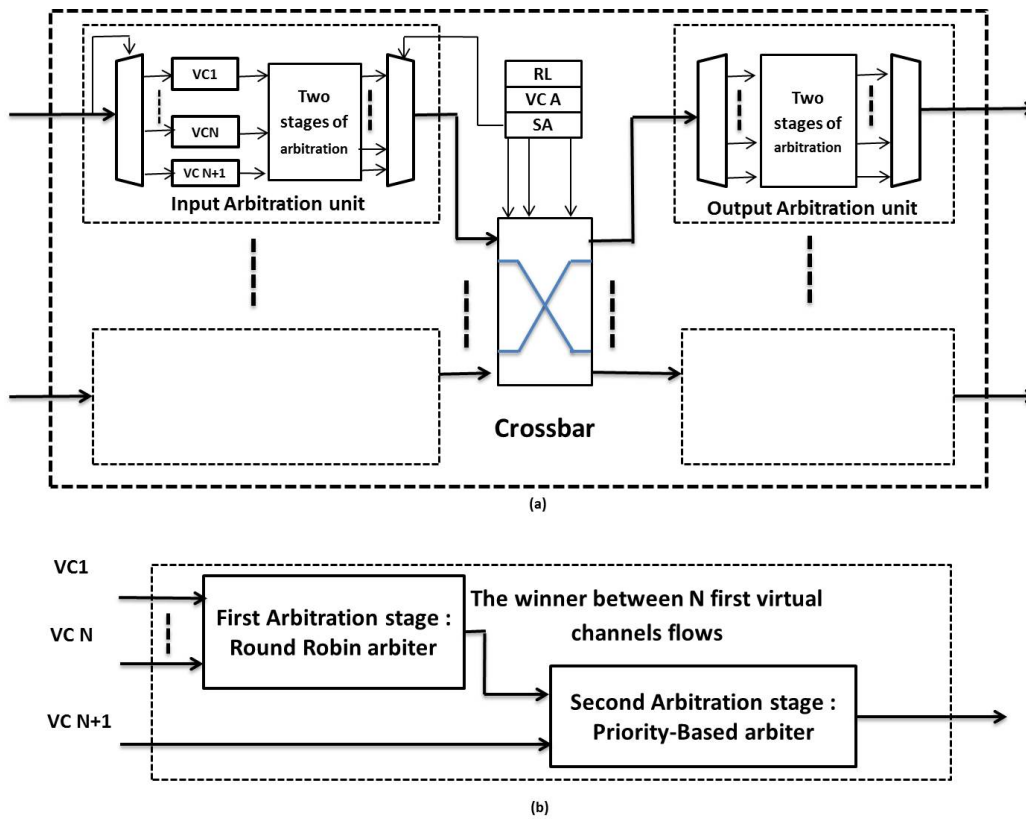 VC1
VCN
VC N+1
Two
stages of
arbitration
Input Arbitration unit
RL
VC A
SA
Two
stages of
arbitration
Output Arbitration unit
Crossbar
(a)
VC1
VC N
VC N+1
First Arbitration stage :
Round Robin arbiter
The winner between N first virtual
channels flows
Second Arbitration stage :
Priority-Based arbiter
(b)